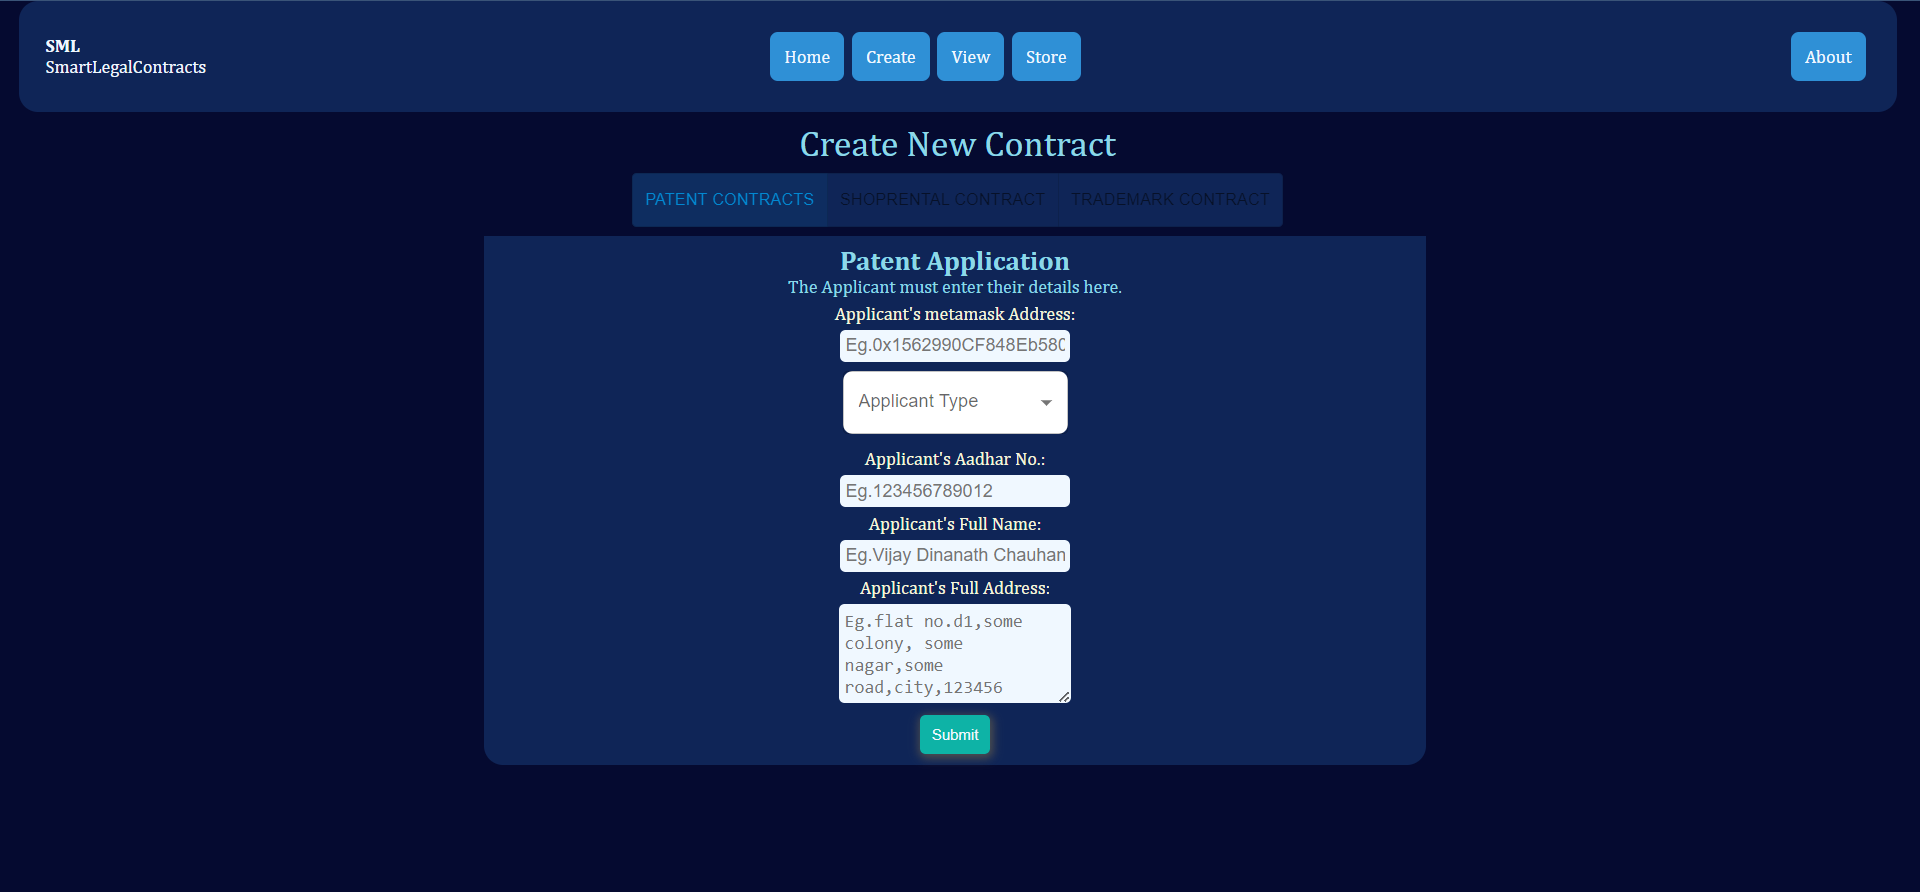 SML
SmartLegalContracts
Home Create View Store About
Create New Contract
PATENT CONTRACTS SHOPRENTAL CONTRACT TRADEMARK CONTRACT
Patent Application
The Applicant must enter their details here.
Applicant's metamask Address:
Eg.0x1562990CF848Eb580
Applicant Type
Applicant's Aadhar No.:
Eg.123456789012
Applicant's Full Name:
Eg.Vijay Dinanath Chauhan
Applicant's Full Address:
Eg.flat no.d1,some
colony, some
nagar,some
road,city,123456
Submit